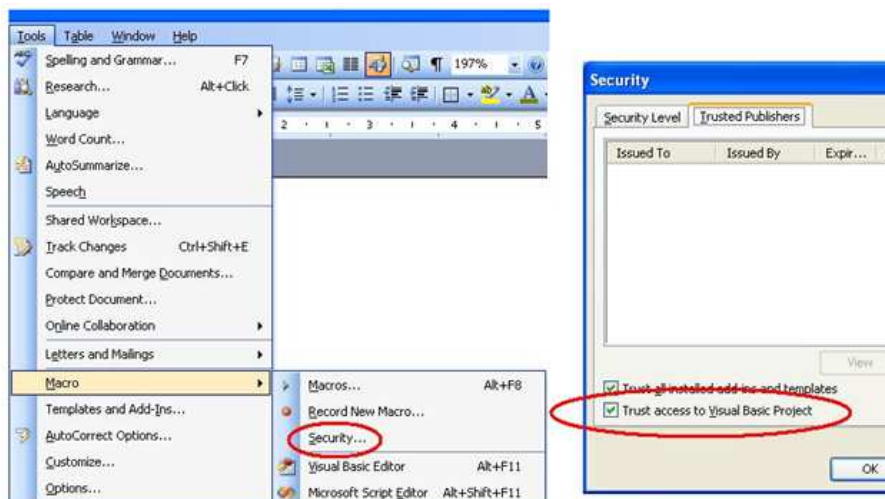 Tools Table Window Help
Spelling and Grammar... F7
Research... Alt+Click
Language
Word Count...
AutoSummarize...
Speech
Shared Workspace...
Track Changes Ctrl+Shift+E
Compare and Merge Documents...
Protect Document...
Online Collaboration
Letters and Mailings
Macro
Templates and Add-Ins...
AutoCorrect Options...
Customize...
Options...
197%
2 3 4 5
Macros... Alt+F8
Record New Macro...
Security...
Visual Basic Editor Alt+F11
Microsoft Script Editor Alt+Shift+F11
Security
Security Level Trusted Publishers
Issued To Issued By Expir...
View
Trust all installed add-ins and templates
Trust access to Visual Basic Project
OK